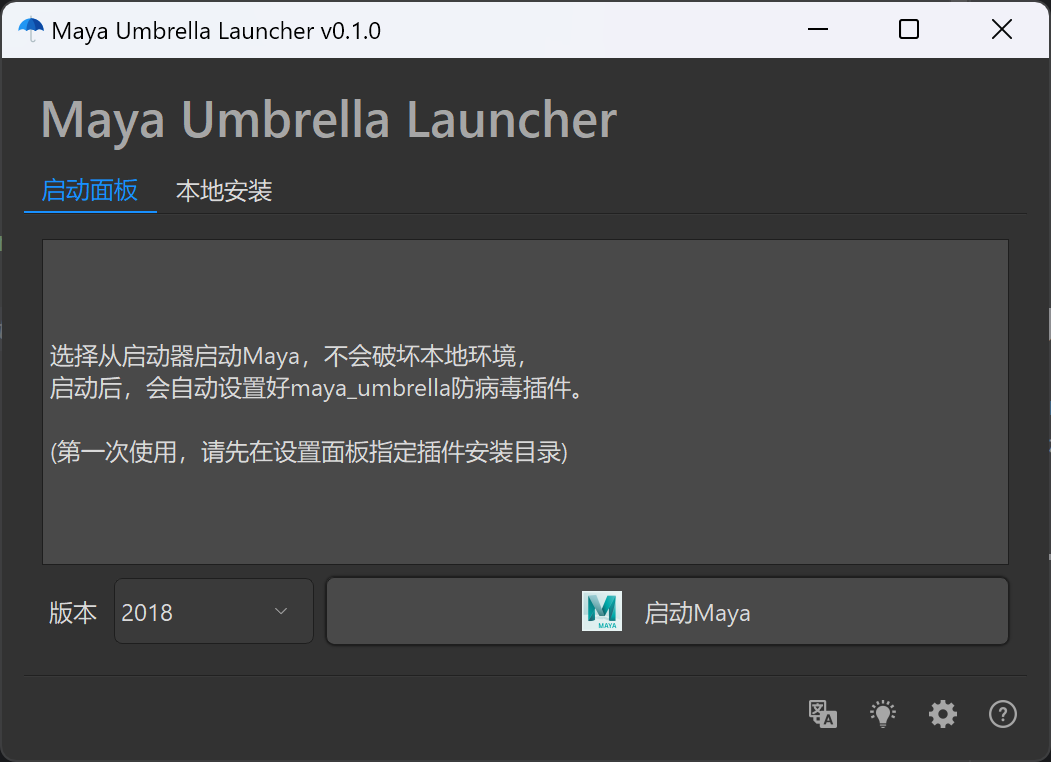 Maya Umbrella Launcher v0.1.0
Maya Umbrella Launcher
启动面板 本地安装
选择从启动器启动Maya，不会破坏本地环境，
启动后，会自动设置好maya_umbrella防病毒插件。
(第一次使用，请先在设置面板指定插件安装目录)
版本 2018 MAYA 启动Maya
文A ?